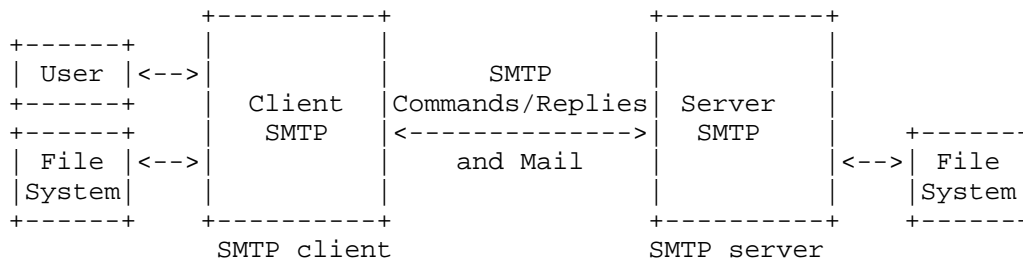 +----------+ +----------+
+------+ | | | |
| User |<-->| | SMTP | |
+------+ | Client |Commands/Replies| Server |
+------+ | SMTP |<-------------->| SMTP | +-------
| File |<-->| | and Mail | |<-->| File
|System| | | | | |System
+------+ +----------+ +----------+ +-------
SMTP client SMTP server